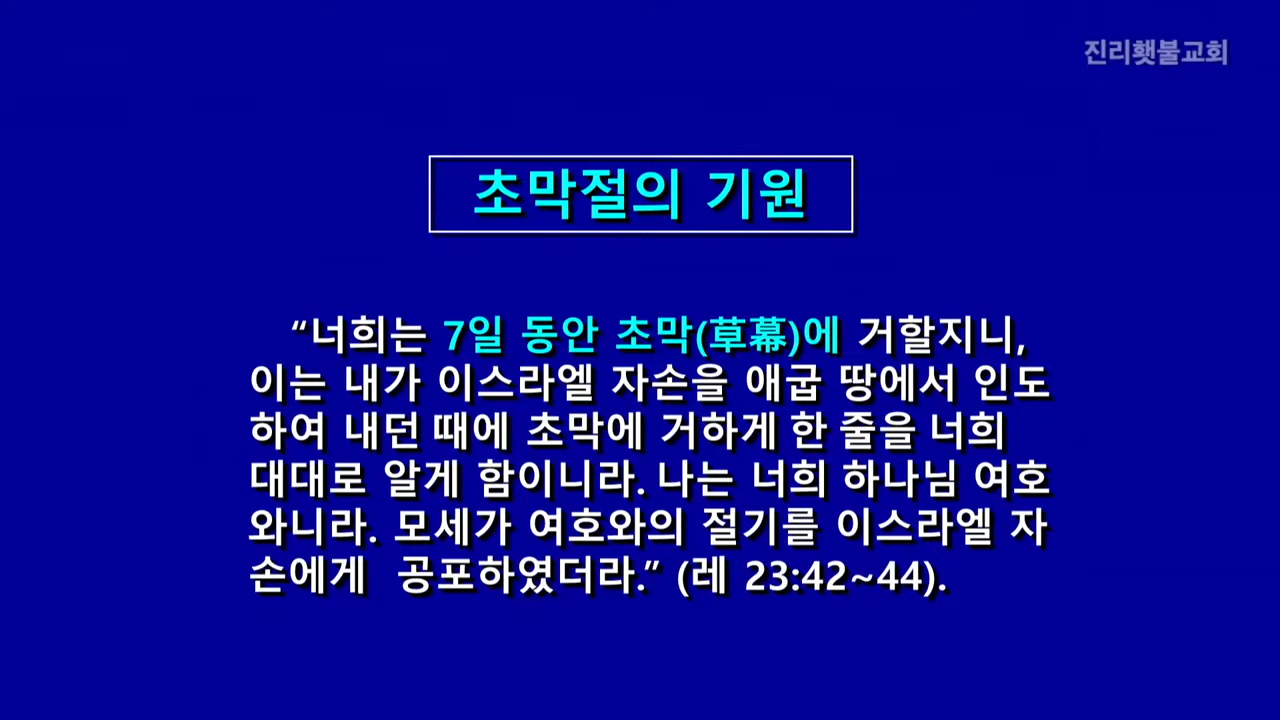 진리횃불교회
초막절의 기원
“너희는 7일 동안 초막(草幕)에 거할지니,
이는 내가 이스라엘 자손을 애굽 땅에서 인도
하여 내던 때에 초막에 거하게 한 줄을 너희
대대로 알게 함이니라. 나는 너희 하나님 여호
와니라. 모세가 여호와의 절기를 이스라엘 자
손에게 공포하였더라.” (레 23:42~44).